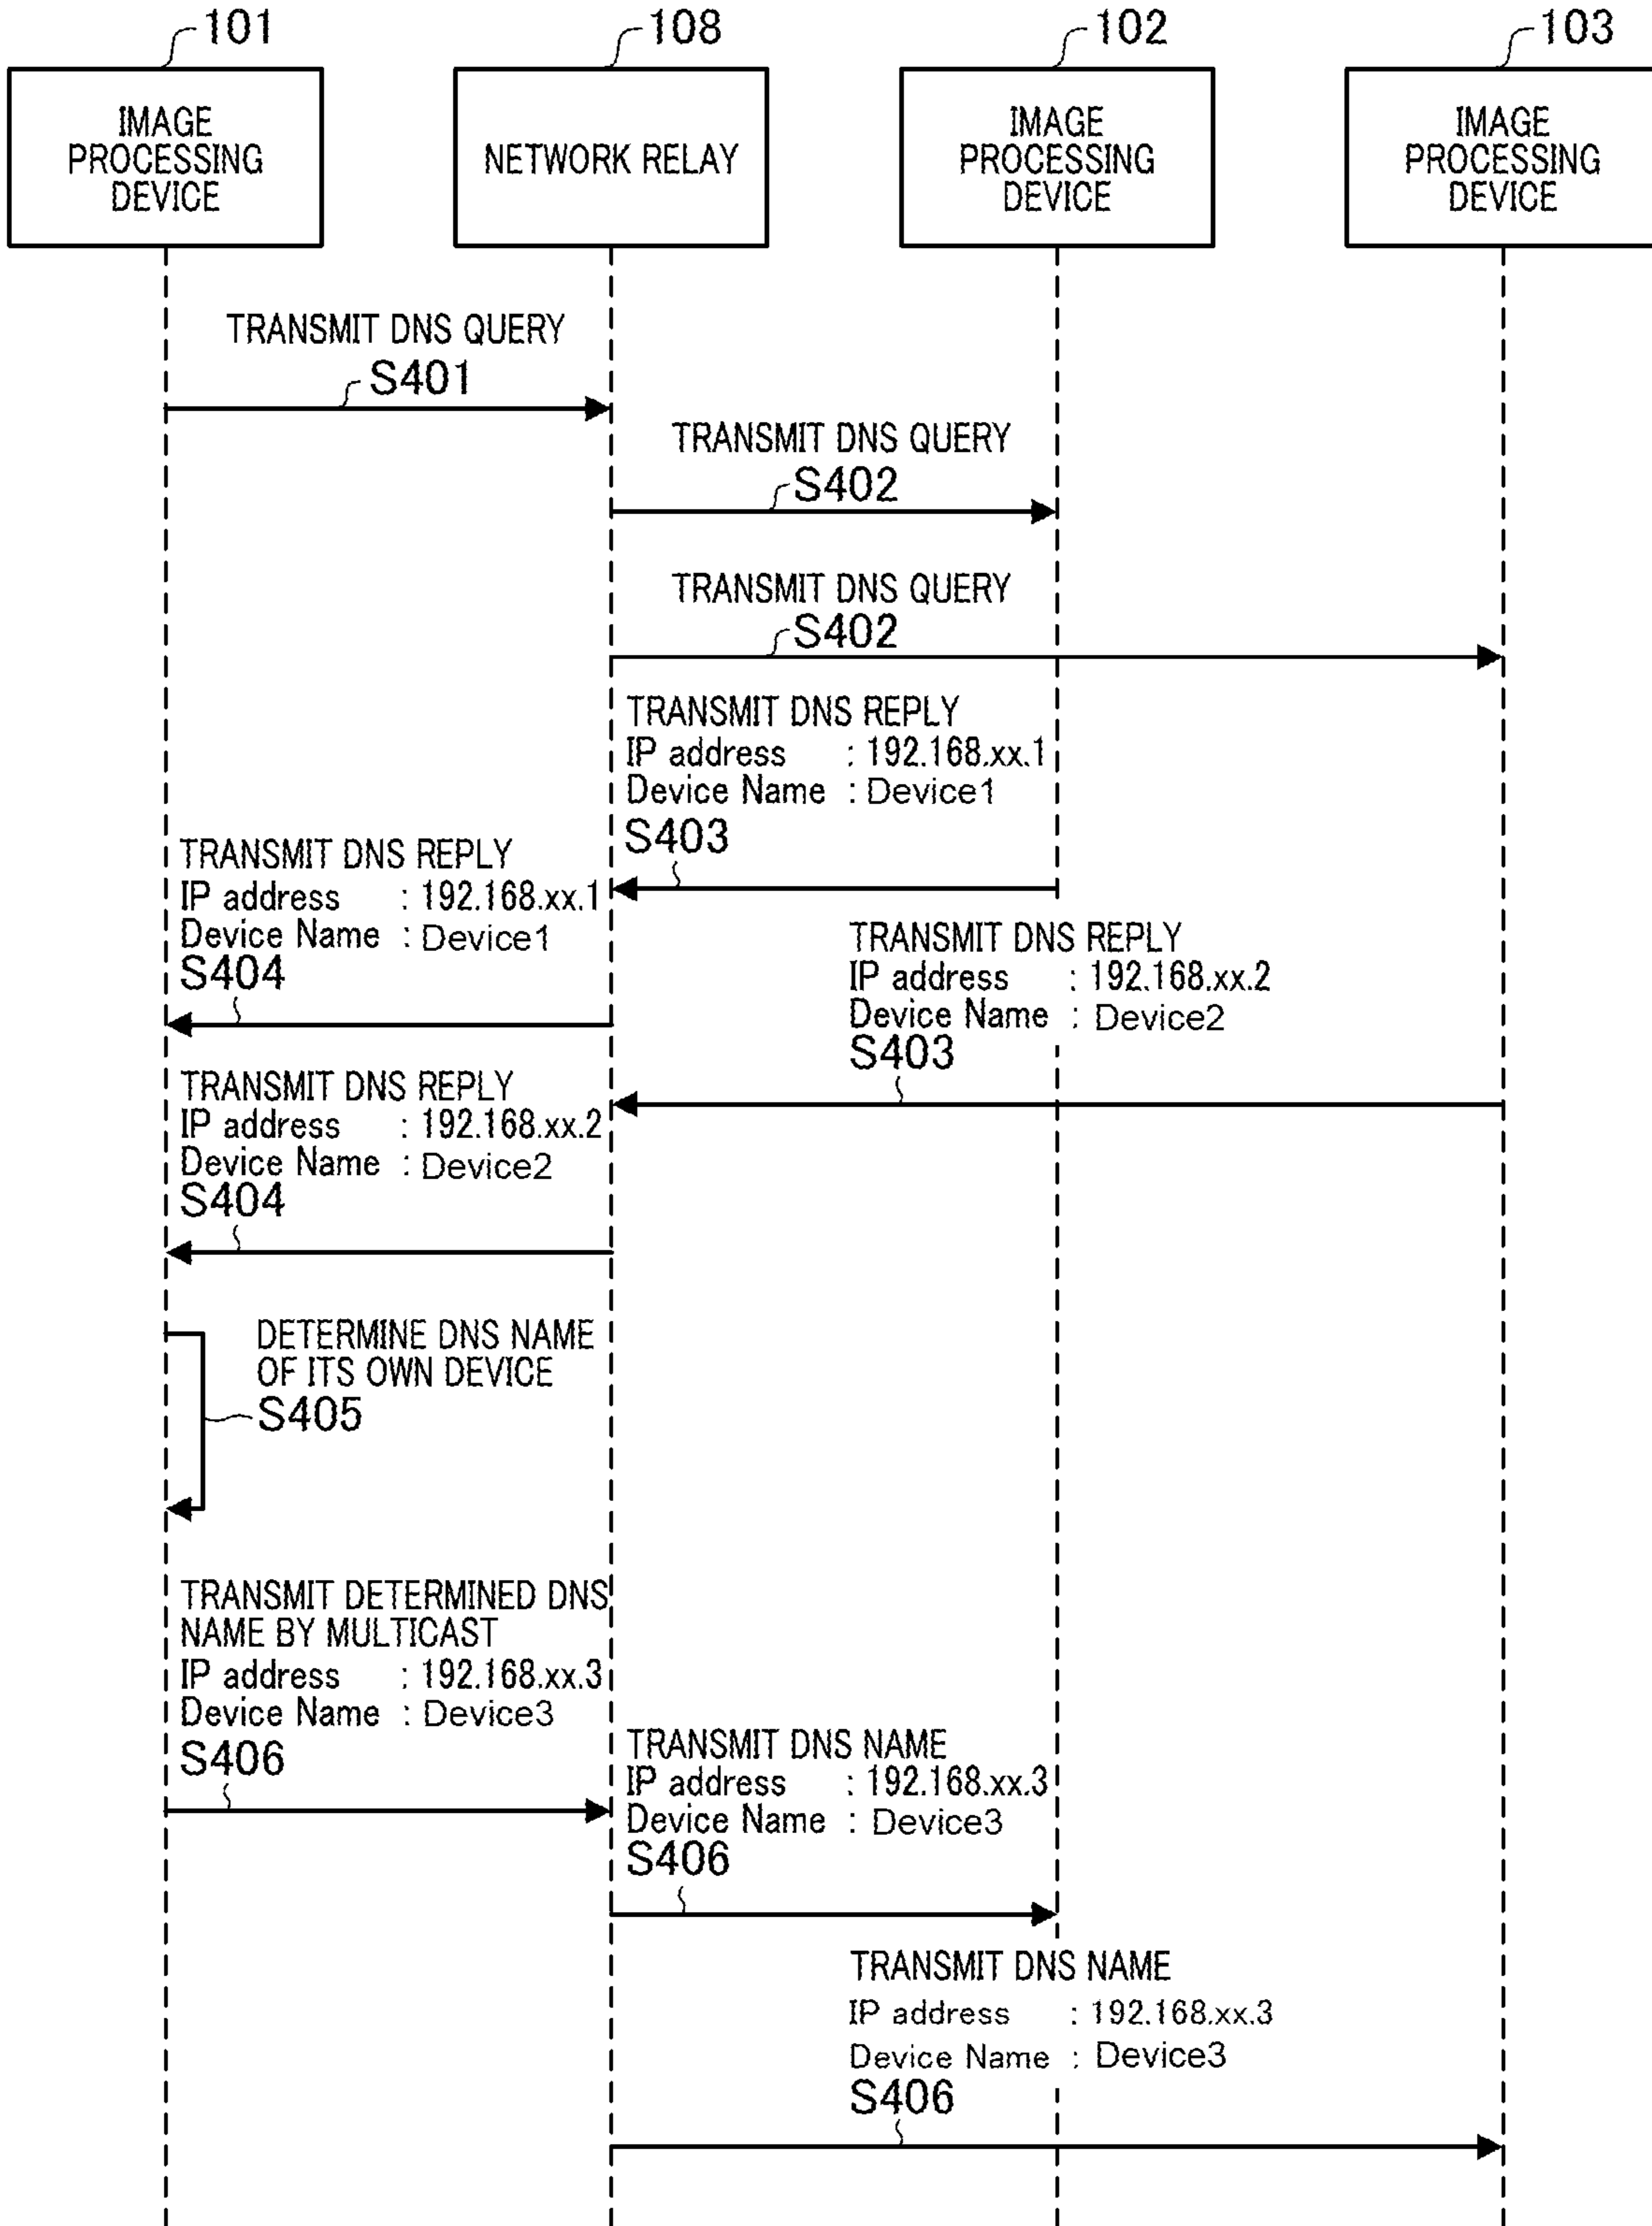 101
108
102
103
IMAGE
PROCESSING
DEVICE
NETWORK RELAY
IMAGE
PROCESSING
DEVICE
IMAGE
PROCESSING
DEVICE
TRANSMIT DNS QUERY
S401
TRANSMIT DNS QUERY
S402
TRANSMIT DNS QUERY
S402
TRANSMIT DNS REPLY
IP address : 192.168.xx.1
Device Name : Device1
S403
TRANSMIT DNS REPLY
IP address : 192.168.xx.1
Device Name : Device1
S404
TRANSMIT DNS REPLY
IP address : 192.168.xx.2
Device Name : Device2
S403
TRANSMIT DNS REPLY
IP address : 192.168.xx.2
Device Name : Device2
S404
DETERMINE DNS NAME
OF ITS OWN DEVICE
S405
TRANSMIT DETERMINED DNS
NAME BY MULTICAST
IP address : 192.168.xx.3
Device Name : Device3
S406
TRANSMIT DNS NAME
IP address : 192.168.xx.3
Device Name : Device3
S406
TRANSMIT DNS NAME
IP address : 192.168.xx.3
Device Name : Device3
S406